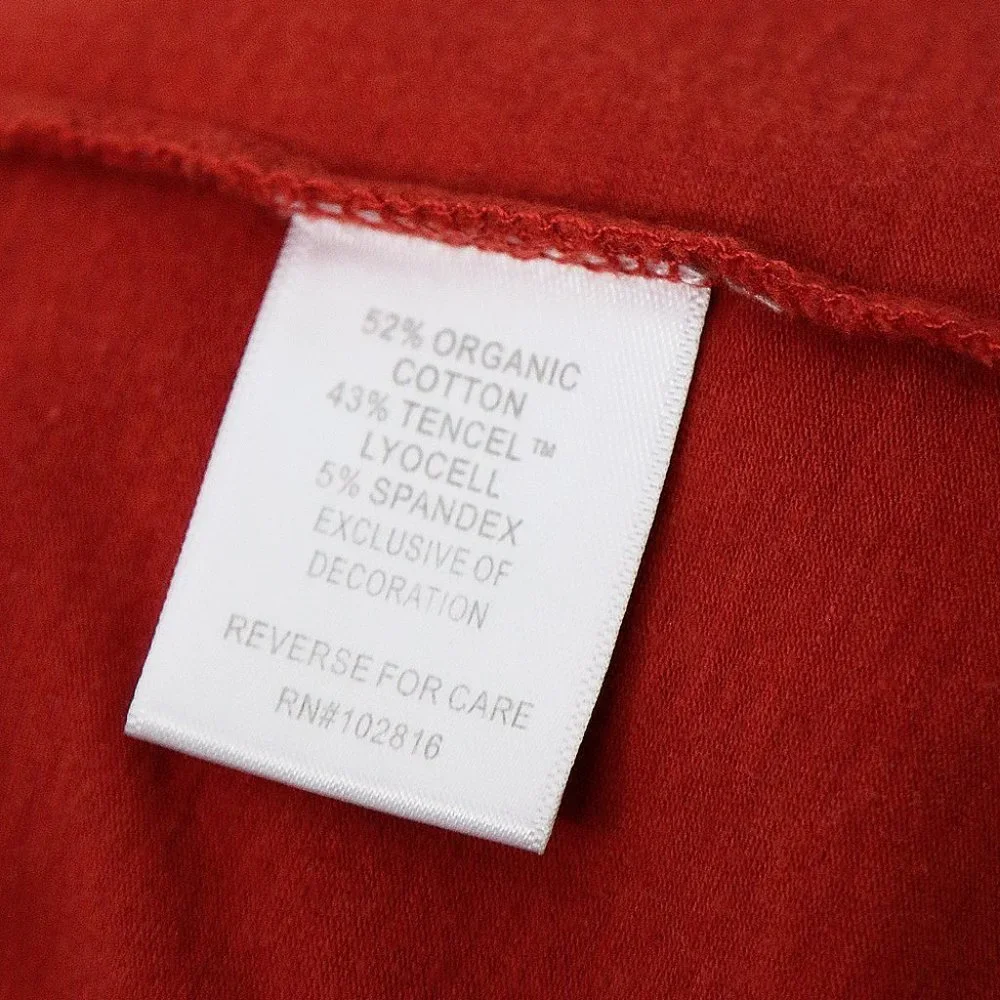 52% ORGANIC
COTTON
43% TENCEL™
LYOCELL
5% SPANDEX
EXCLUSIVE OF
DECORATION
REVERSE FOR CARE
RN#102816